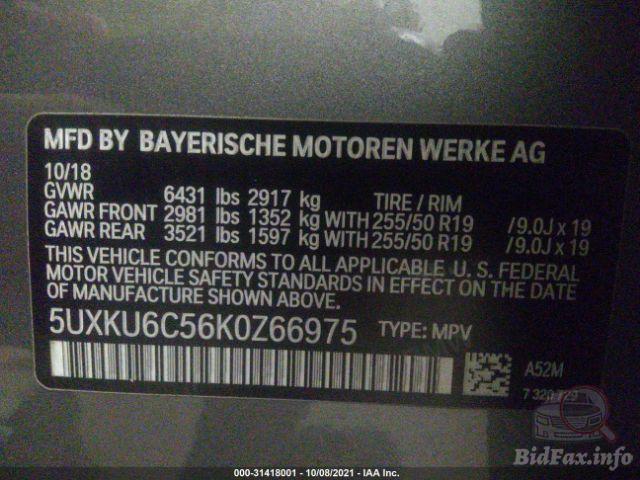 MFD BY BAYERISCHE MOTOREN WERKE AG
10/18
GVWR 6431 lbs 2917 kg TIRE / RIM
GAWR FRONT 2981 lbs 1352 kg WITH 255/50 R19 /9.0J x 19
GAWR REAR 3521 lbs 1597 kg WITH 255/50 R19 /9.0J x 19
THIS VEHICLE CONFORMS TO ALL APPLICABLE U. S. FEDERAL
MOTOR VEHICLE SAFETY STANDARDS IN EFFECT ON THE DATE
OF MANUFACTURE SHOWN ABOVE.
5UXKU6C56K0Z66975 TYPE: MPV
A52M
7 320 729
BidFax.info
000-31418001 - 10/08/2021 - IAA Inc.